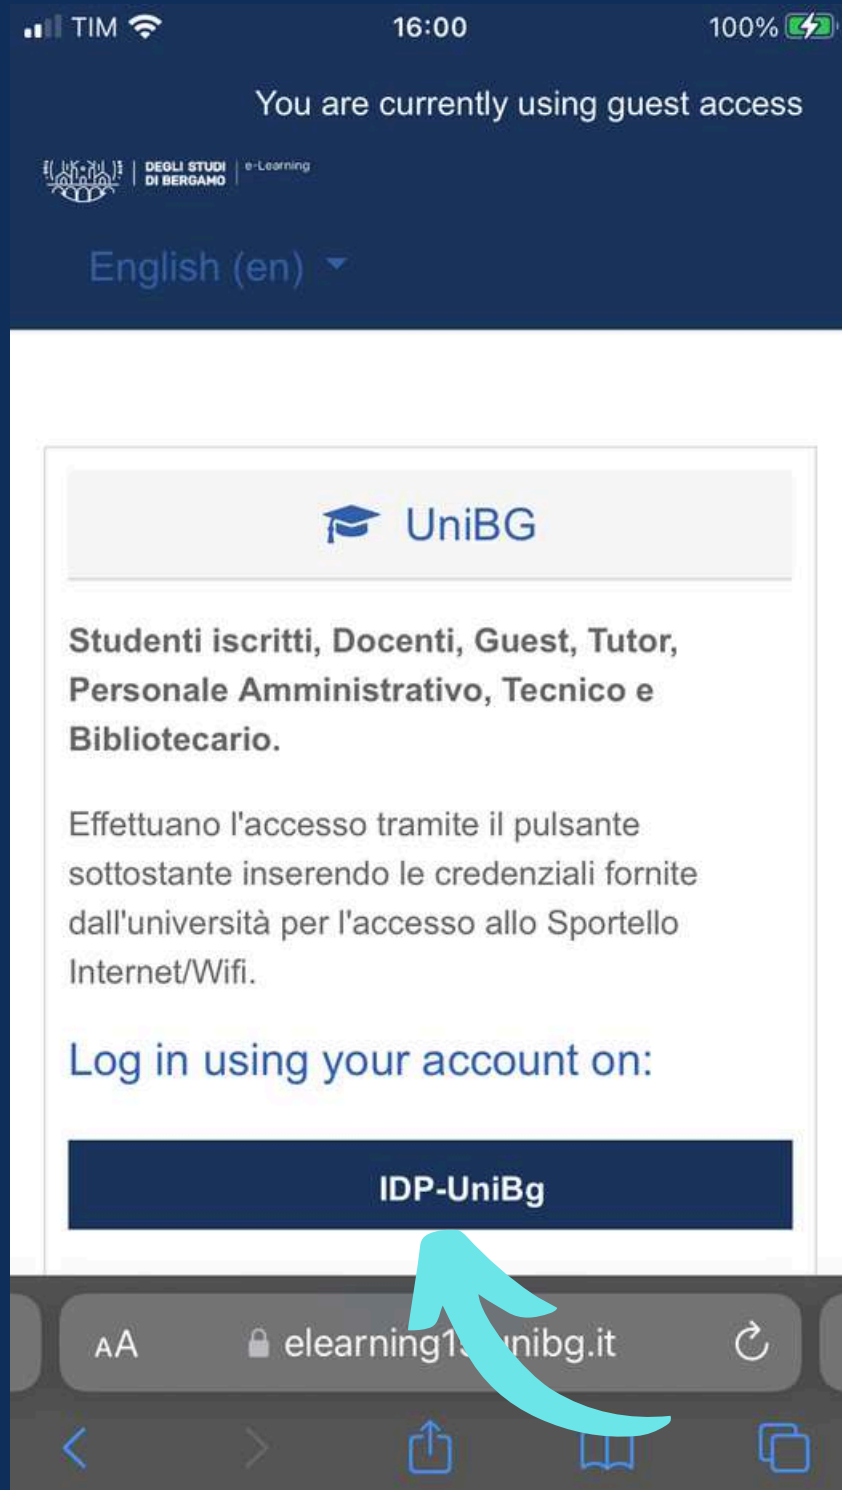 TIM 16:00 100%
You are currently using guest access
DEGLI STUDI
DI BERGAMO
e-Learning
English (en)
UniBG
Studenti iscritti, Docenti, Guest, Tutor,
Personale Amministrativo, Tecnico e
Bibliotecario.
Effettuano l'accesso tramite il pulsante
sottostante inserendo le credenziali fornite
dall'università per l'accesso allo Sportello
Internet/Wifi.
Log in using your account on:
IDP-UniBg
AA